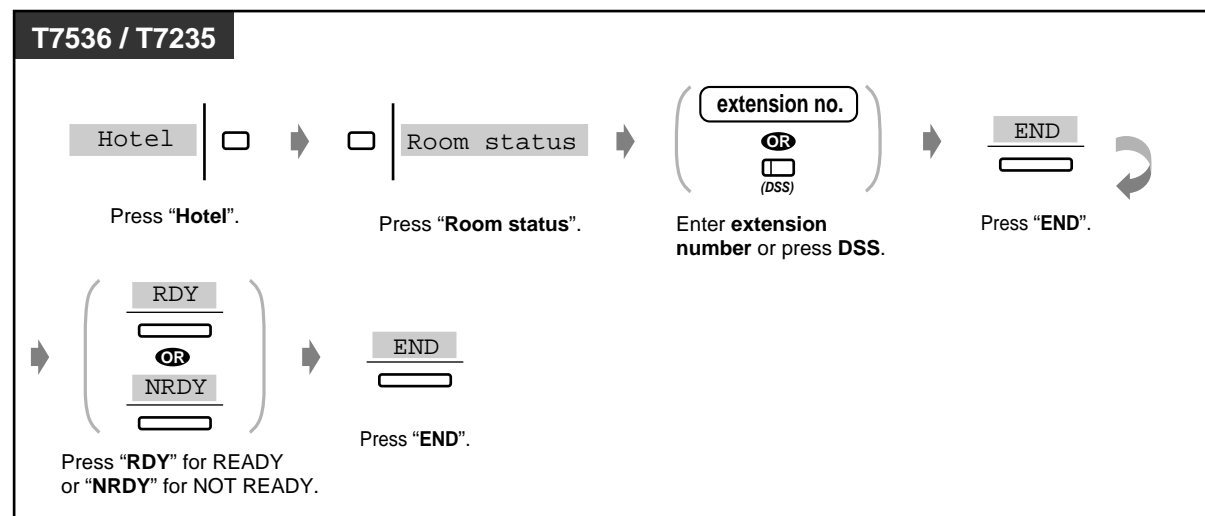 T7536 / T7235
Hotel
Room status
extension no.
OR
(DSS)
END
Press “Hotel”.
Press “Room status”.
Enter extension
number or press DSS.
Press “END”.
RDY
OR
NRDY
END
Press “RDY” for READY
or “NRDY” for NOT READY.
Press “END”.